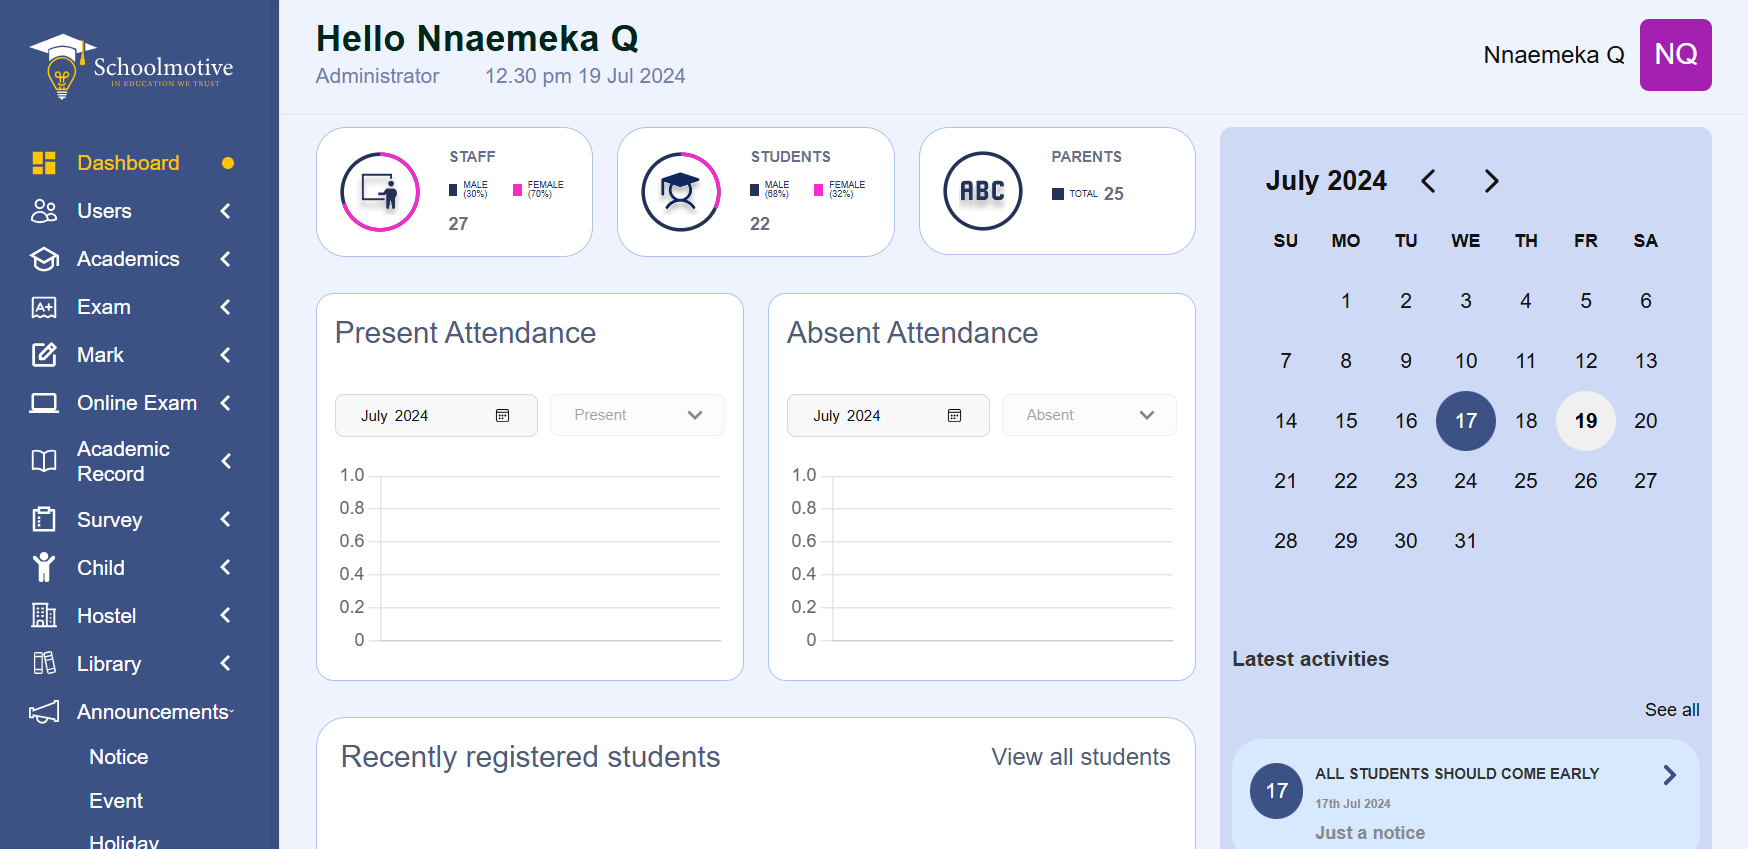 Schoolmotive
IN EDUCATION WE TRUST
Dashboard
Users
Academics
Exam
Mark
Online Exam
Academic
Record
Survey
Child
Hostel
Library
Announcements
Notice
Event
Holiday
Hello Nnaemeka Q
Administrator 12.30 pm 19 Jul 2024
Nnaemeka Q NQ
STAFF
MALE (30%) FEMALE (70%)
27
STUDENTS
MALE (68%) FEMALE (32%)
22
ABC
PARENTS
TOTAL 25
Present Attendance
July 2024 Present
1.0
0.8
0.6
0.4
0.2
0
Absent Attendance
July 2024 Absent
1.0
0.8
0.6
0.4
0.2
0
Recently registered students View all students
July 2024
SU MO TU WE TH FR SA
1 2 3 4 5 6
7 8 9 10 11 12 13
14 15 16 17 18 19 20
21 22 23 24 25 26 27
28 29 30 31
Latest activities
See all
17
ALL STUDENTS SHOULD COME EARLY
17th Jul 2024
Just a notice